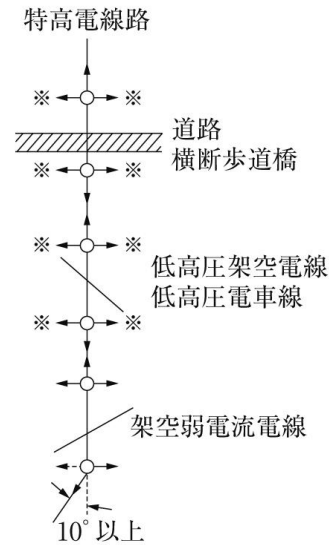 特高電線路
※ ※
道路
横断歩道橋
※ ※
※ ※
低高圧架空電線
低高圧電車線
※ ※
架空弱電流電線
10°以上